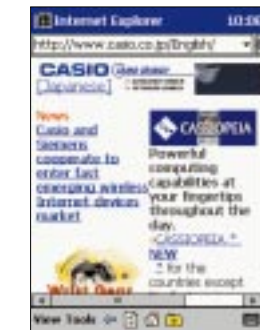 Internet Explorer 10:08
http://www.casio.co.jp/English/
CASIO
[Japanese]
News
Casio and
Siemens
cooperate to
enter fast
emerging wireless
Internet devices
market
CASSIOPEIA
Powerful
computing
capabilities at
your fingertips
throughout the
day.
-CASSIOPEIA "
NEW
" for the
countries except
View Tools